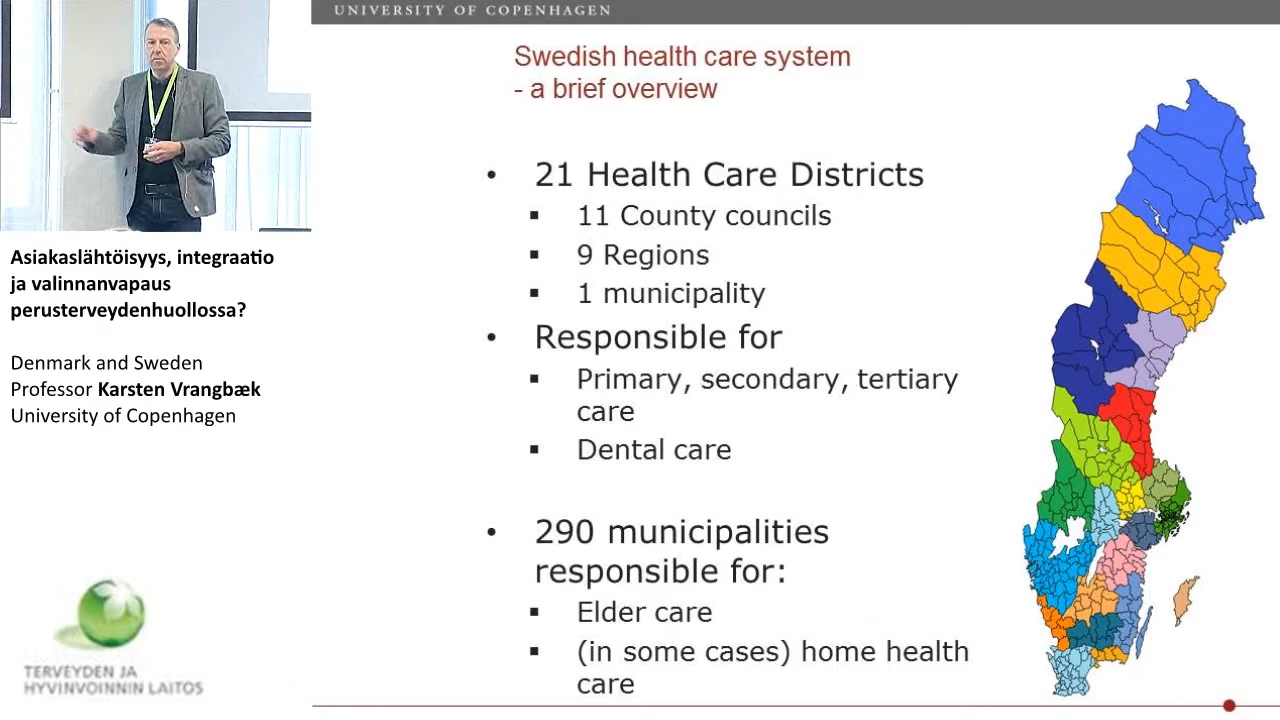 UNIVERSITY OF COPENHAGEN
Swedish health care system
- a brief overview
• 21 Health Care Districts
▪ 11 County councils
▪ 9 Regions
▪ 1 municipality
• Responsible for
▪ Primary, secondary, tertiary
care
▪ Dental care
• 290 municipalities
responsible for:
▪ Elder care
▪ (in some cases) home health
care
Asiakaslähtöisyys, integraatio
ja valinnanvapaus
perusterveydenhuollossa?
Denmark and Sweden
Professor Karsten Vrangbæk
University of Copenhagen
TERVEYDEN JA
HYVINVOINNIN LAITOS